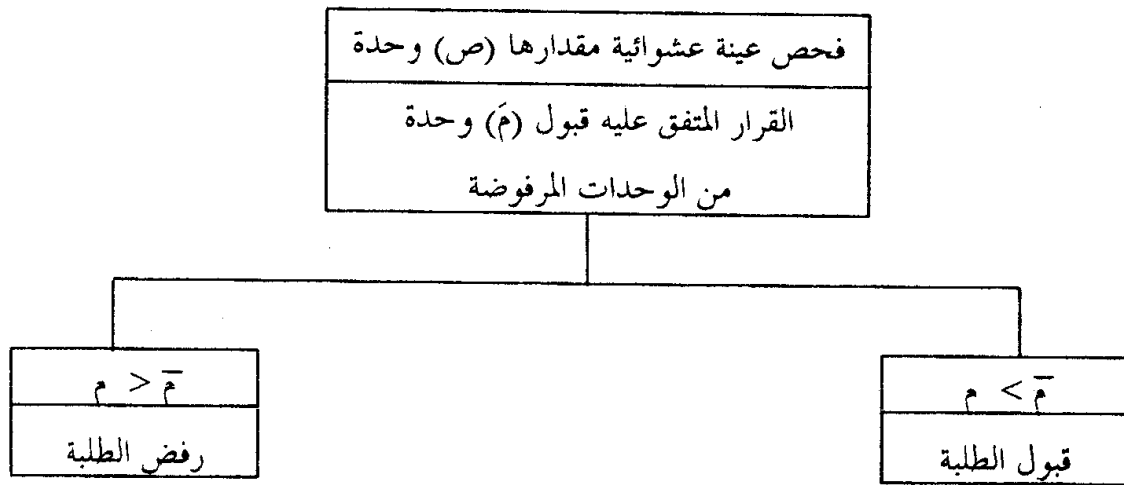 فحص عينة عشوائية مقدارها (ص) وحدة
القرار المتفق عليه قبول (مَ) وحدة
من الوحدات المرفوضة
م̅ > م
قبول الطلبة
م̅ < م
رفض الطلبة